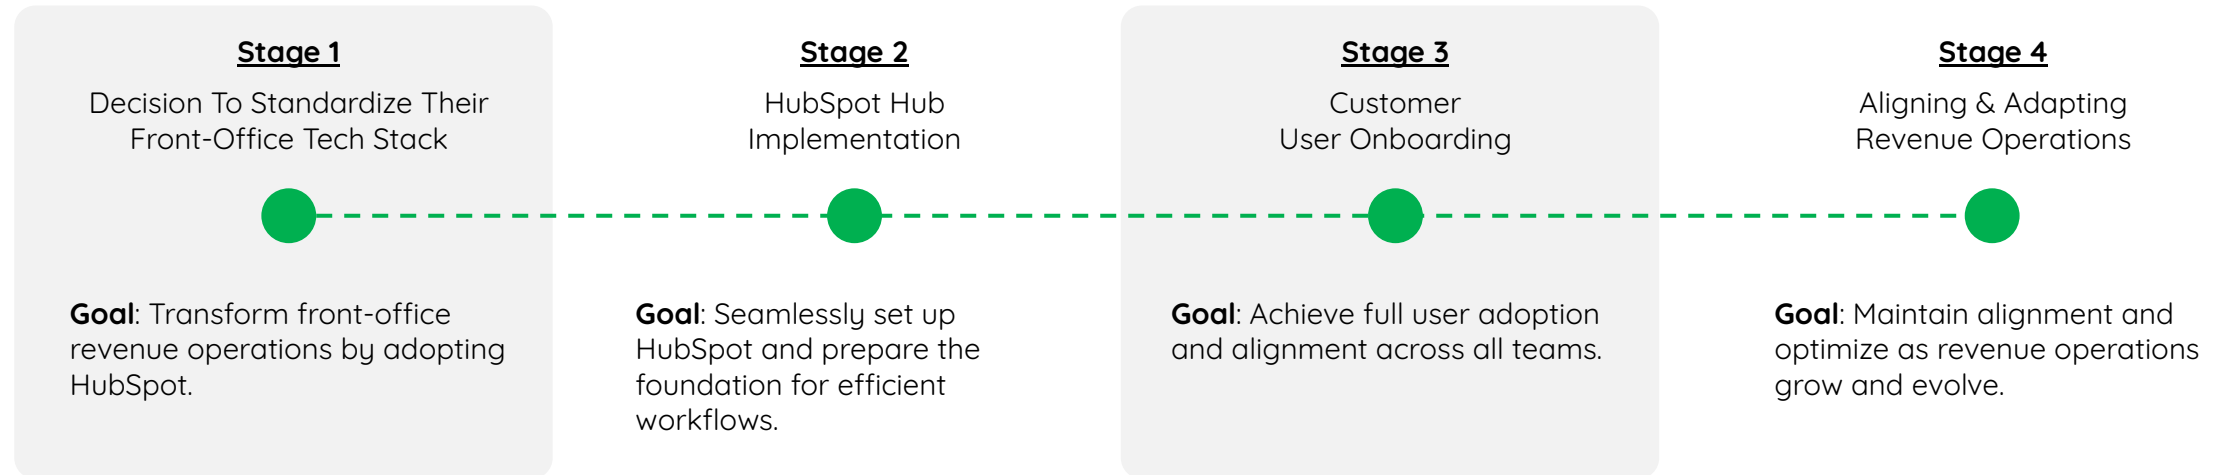 Stage 1
Decision To Standardize Their
Front-Office Tech Stack
Goal: Transform front-office
revenue operations by adopting
HubSpot.
Stage 2
HubSpot Hub
Implementation
Goal: Seamlessly set up
HubSpot and prepare the
foundation for efficient
workflows.
Stage 3
Customer
User Onboarding
Goal: Achieve full user adoption
and alignment across all teams.
Stage 4
Aligning & Adapting
Revenue Operations
Goal: Maintain alignment and
optimize as revenue operations
grow and evolve.